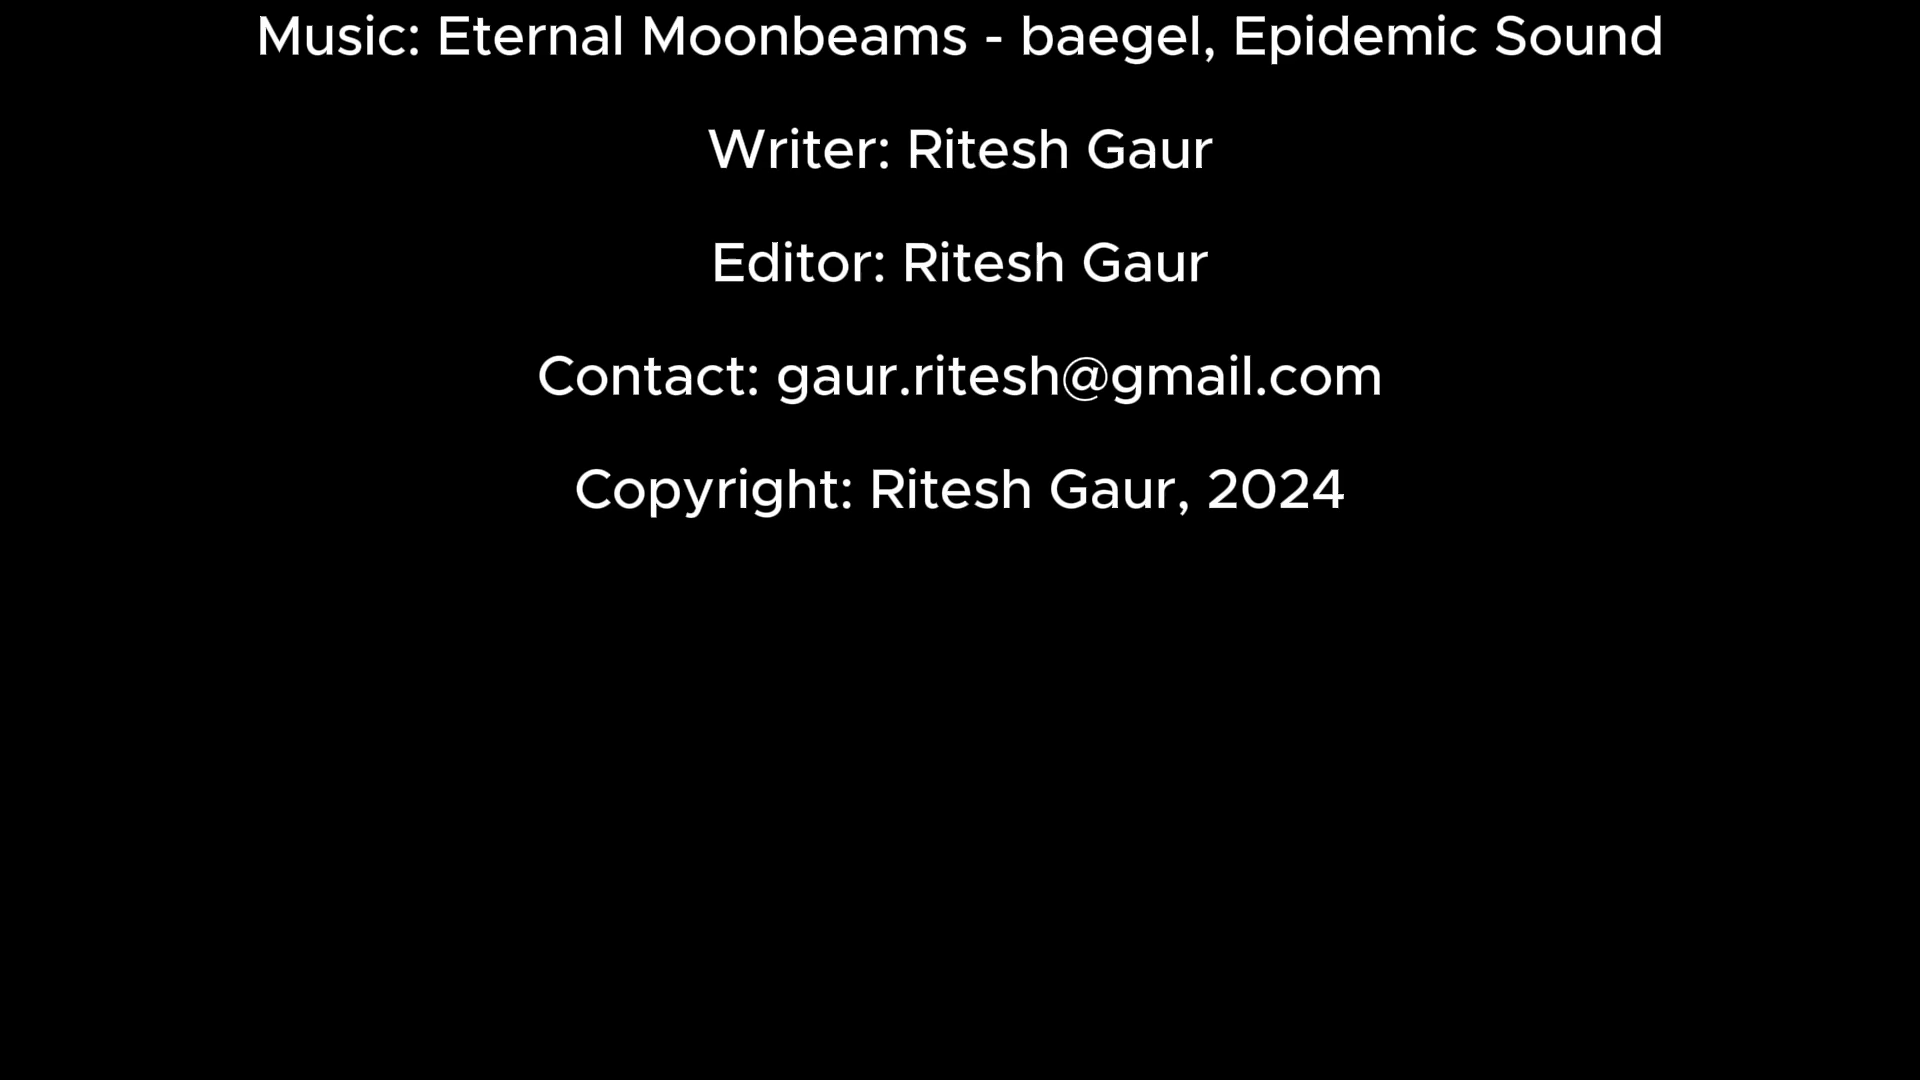 Music: Eternal Moonbeams - baegel, Epidemic Sound
Writer: Ritesh Gaur
Editor: Ritesh Gaur
Contact: gaur.ritesh@gmail.com
Copyright: Ritesh Gaur, 2024